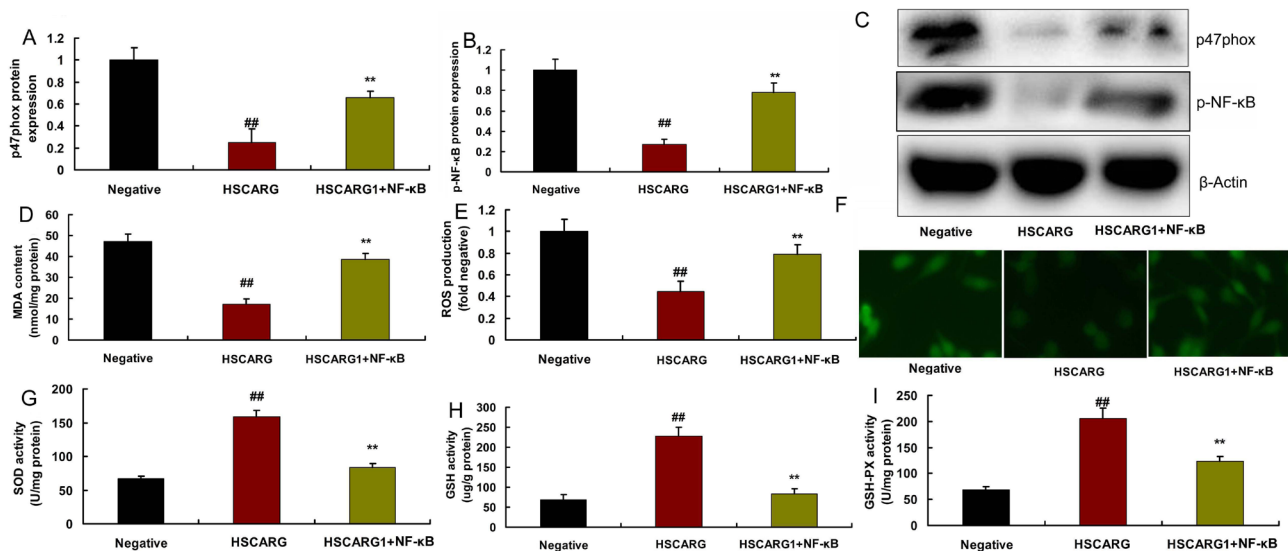 A
p47phox protein
expression
1.2
1
0.8
0.6
0.4
0.2
0
##
**
Negative
HSCARG
HSCARG1+NF-κB
B
p-NF-κB protein expression
1.2
1
0.8
0.6
0.4
0.2
0
##
**
Negative
HSCARG
HSCARG1+NF-κB
C
p47phox
p-NF-κB
β-Actin
Negative
HSCARG
HSCARG1+NF-κB
D
MDA content
(nmol/mg protein)
60
50
40
30
20
10
0
##
**
Negative
HSCARG
HSCARG1+NF-κB
E
ROS production
(fold negative)
1.2
1
0.8
0.6
0.4
0.2
0
##
**
Negative
HSCARG
HSCARG1+NF-κB
F
Negative
HSCARG
HSCARG1+NF-κB
G
SOD activity
(U/mg protein)
200
150
100
50
0
##
**
Negative
HSCARG
HSCARG1+NF-κB
H
GSH activity
(ug/g protein)
300
250
200
150
100
50
0
##
**
Negative
HSCARG
HSCARG1+NF-κB
I
GSH-PX activity
(U/mg protein)
250
200
150
100
50
0
##
**
Negative
HSCARG
HSCARG1+NF-κB